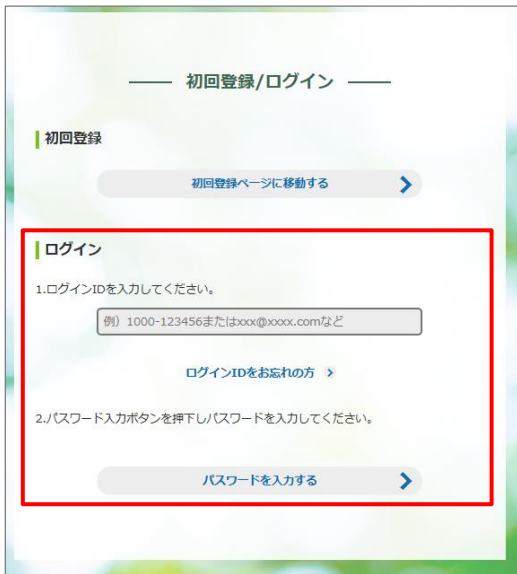 初回登録/ログイン
初回登録
初回登録ページに移動する
ログイン
1.ログインIDを入力してください。
例）1000-123456またはxxx@xxxx.comなど
ログインIDをお忘れの方
2.パスワード入力ボタンを押下しパスワードを入力してください。
パスワードを入力する